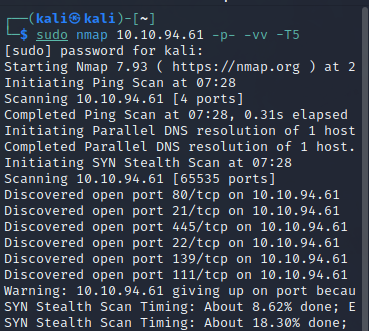 ┌──(kali㉿kali)-[~]
└─$ sudo nmap 10.10.94.61 -p- -vv -T5
[sudo] password for kali:
Starting Nmap 7.93 ( https://nmap.org ) at 2
Initiating Ping Scan at 07:28
Scanning 10.10.94.61 [4 ports]
Completed Ping Scan at 07:28, 0.31s elapsed
Initiating Parallel DNS resolution of 1 host
Completed Parallel DNS resolution of 1 host.
Initiating SYN Stealth Scan at 07:28
Scanning 10.10.94.61 [65535 ports]
Discovered open port 80/tcp on 10.10.94.61
Discovered open port 21/tcp on 10.10.94.61
Discovered open port 445/tcp on 10.10.94.61
Discovered open port 22/tcp on 10.10.94.61
Discovered open port 139/tcp on 10.10.94.61
Discovered open port 111/tcp on 10.10.94.61
Warning: 10.10.94.61 giving up on port becau
SYN Stealth Scan Timing: About 8.62% done; E
SYN Stealth Scan Timing: About 18.30% done;